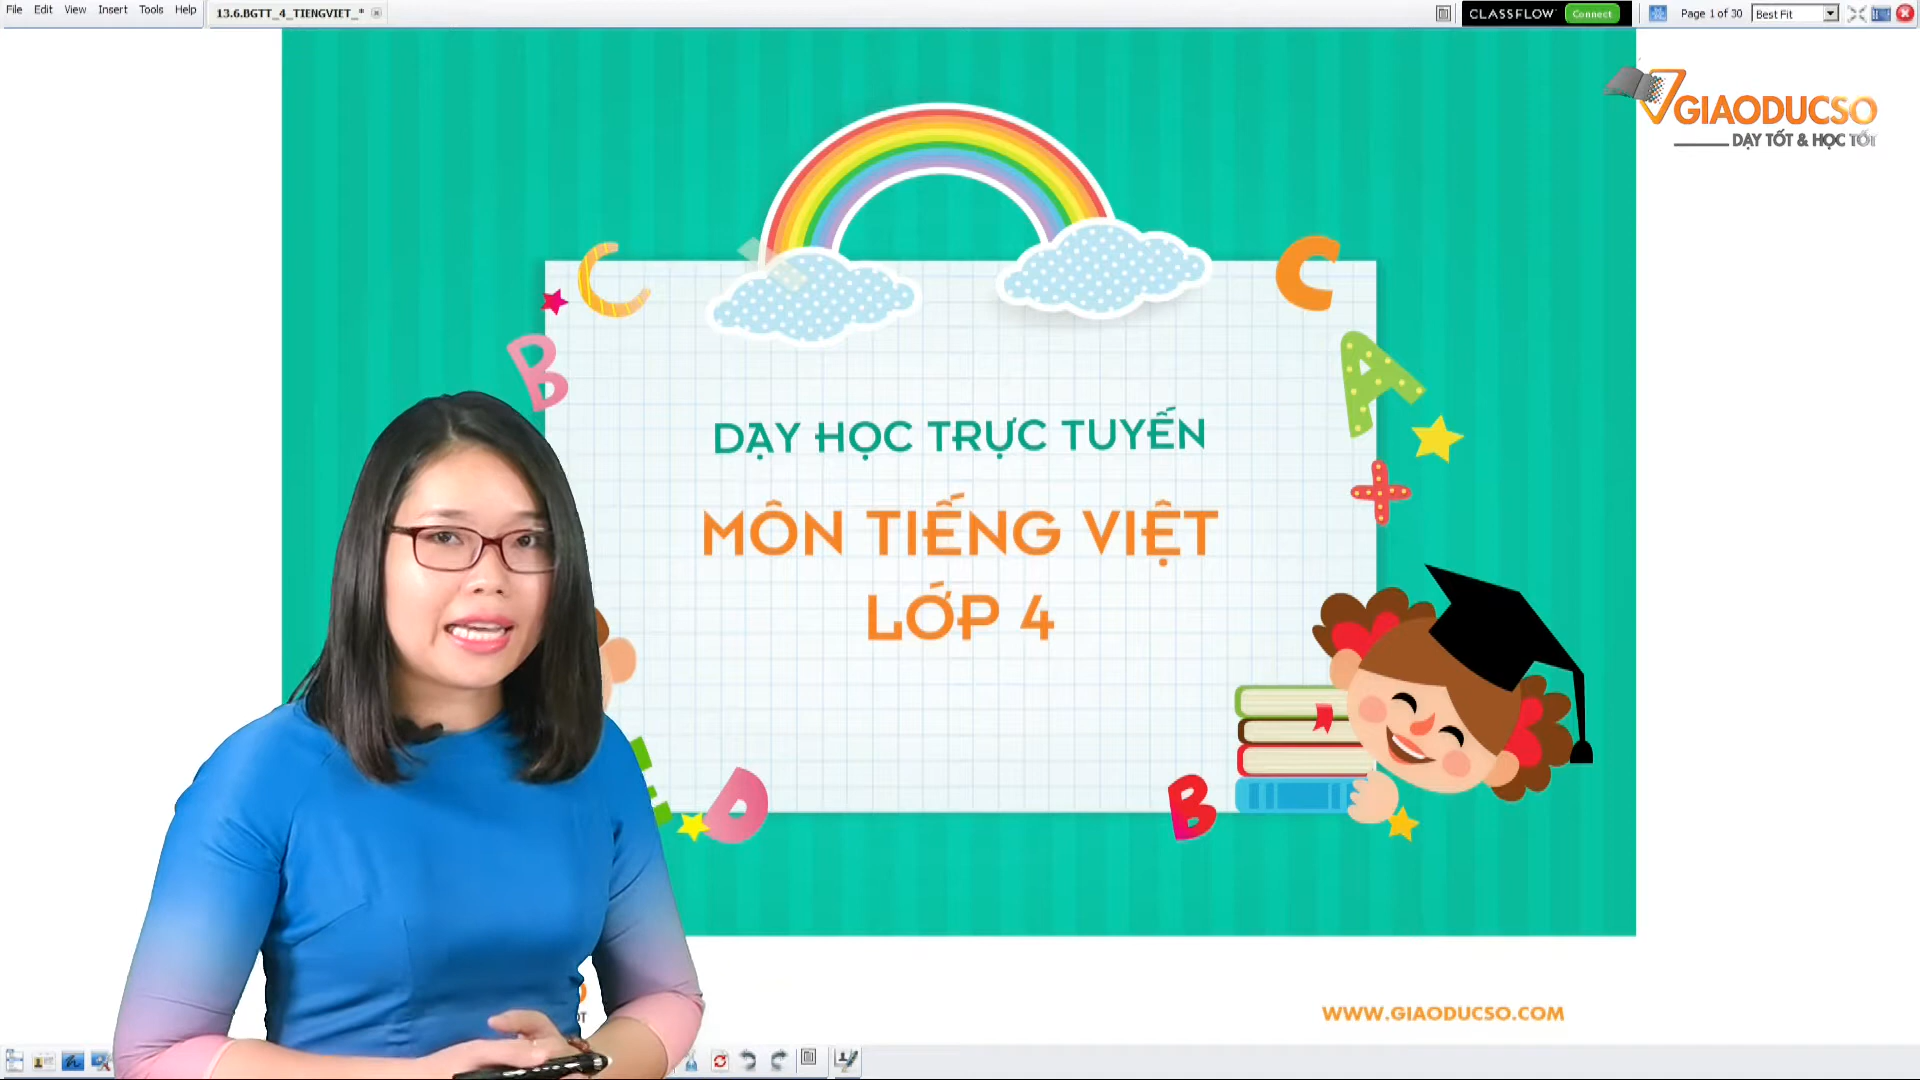 File Edit View Insert Tools Help
13.6.BGTT_4_TIENGVIET_*
CLASSFLOW Connect
Page 1 of 30
Best Fit
GIAODUCSO
DẠY TỐT & HỌC TỐT
C
C
B
A
DẠY HỌC TRỰC TUYẾN
MÔN TIẾNG VIỆT
LỚP 4
D
B
WWW.GIAODUCSO.COM